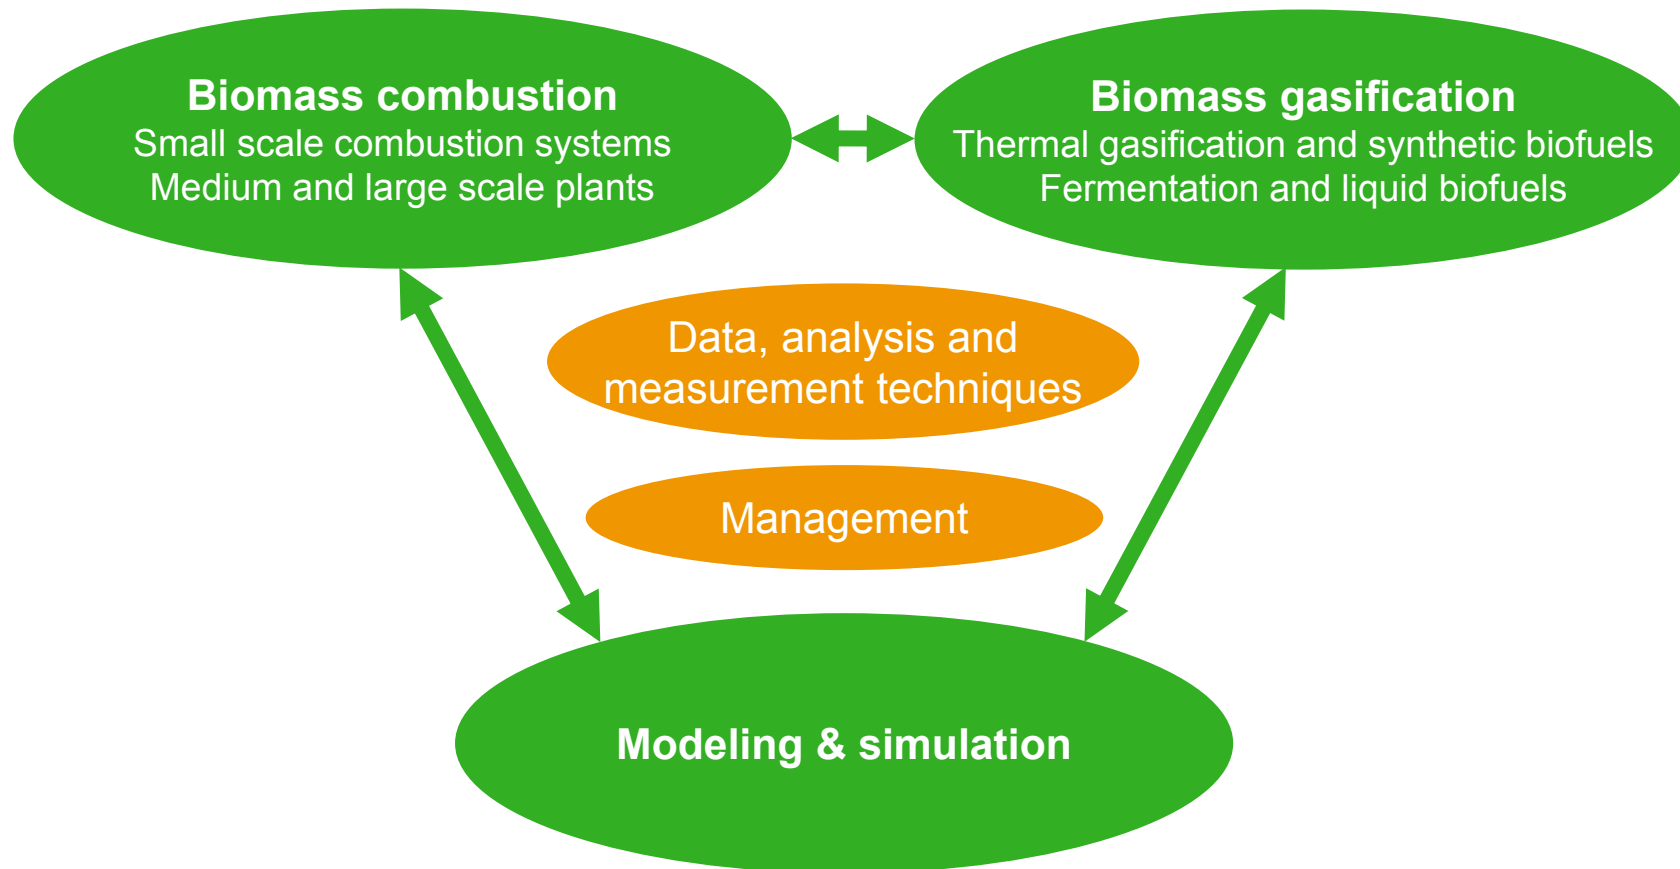 Biomass combustion
Small scale combustion systems
Medium and large scale plants
Biomass gasification
Thermal gasification and synthetic biofuels
Fermentation and liquid biofuels
Data, analysis and
measurement techniques
Management
Modeling & simulation